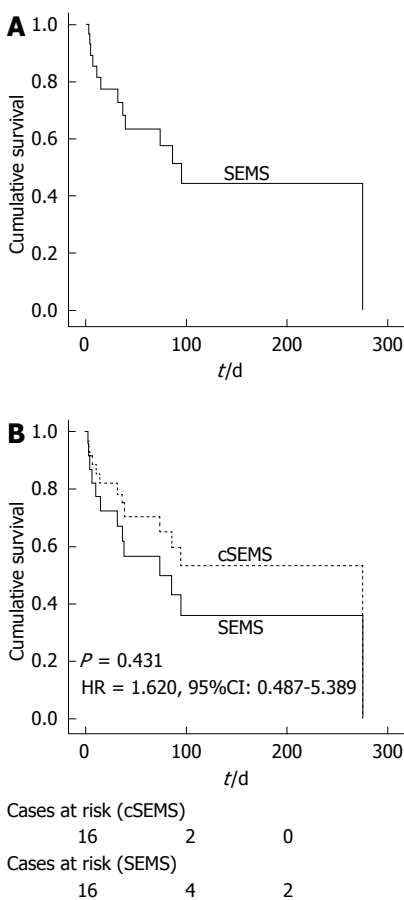 A
1.0
0.8
0.6
0.4
0.2
0.0
Cumulative survival
SEMS
0 100 200 300
t/d
B
1.0
0.8
0.6
0.4
0.2
0.0
Cumulative survival
cSEMS
SEMS
P = 0.431
HR = 1.620, 95%CI: 0.487-5.389
0 100 200 300
t/d
Cases at risk (cSEMS)
16 2 0
Cases at risk (SEMS)
16 4 2